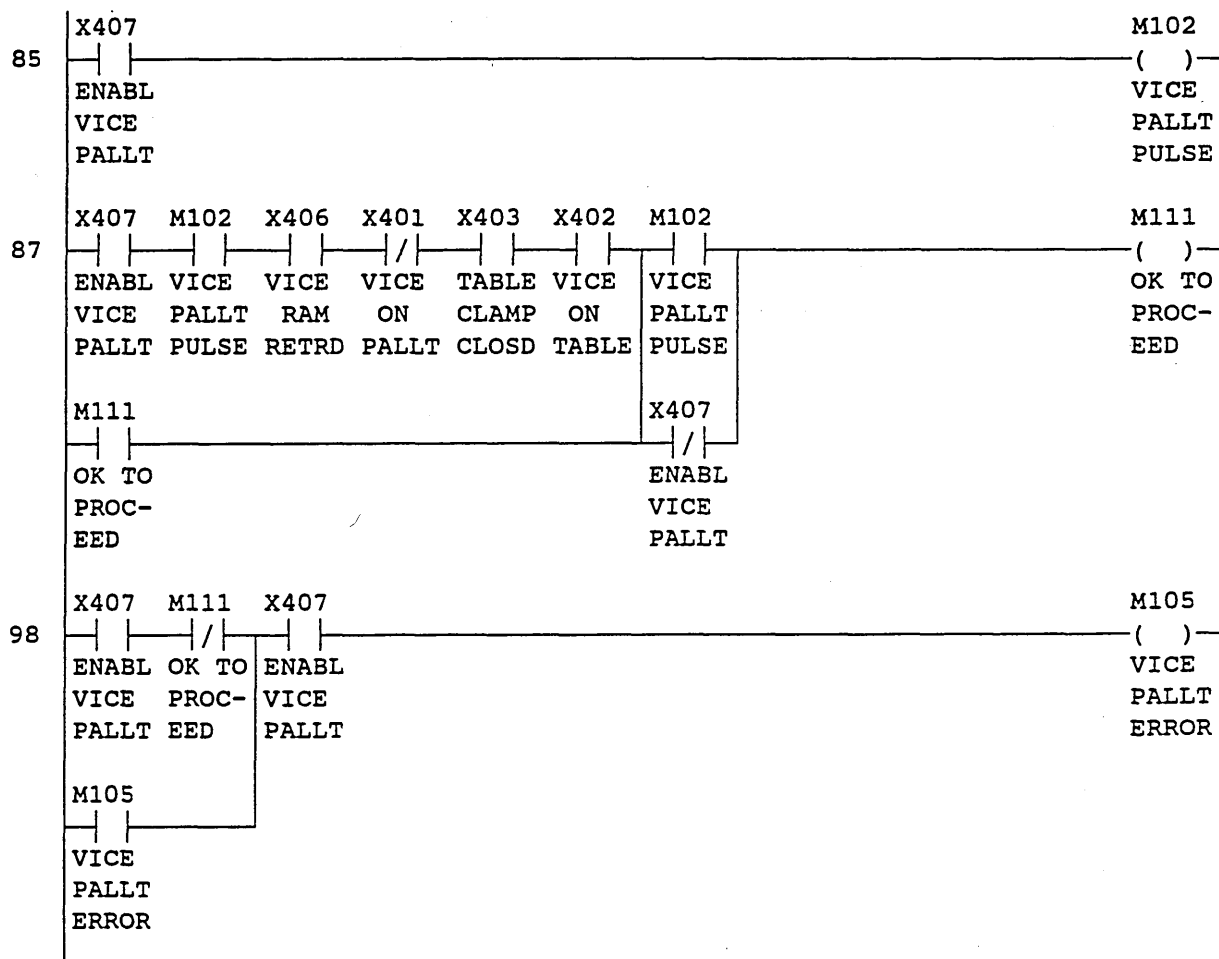 X407 M102
85 ( )
ENABL VICE
VICE PALLT
PALLT PULSE
X407 M102 X406 X401 X403 X402 M102 M111
87 / ( )
ENABL VICE VICE VICE TABLE VICE VICE OK TO
VICE PALLT RAM ON CLAMP ON PALLT PROC-
PALLT PULSE RETRD PALLT CLOSD TABLE PULSE EED
M111 X407
/
OK TO ENABL
PROC- VICE
EED PALLT
X407 M111 X407 M105
98 / ( )
ENABL OK TO ENABL VICE
VICE PROC- VICE PALLT
PALLT EED PALLT ERROR
M105
VICE
PALLT
ERROR